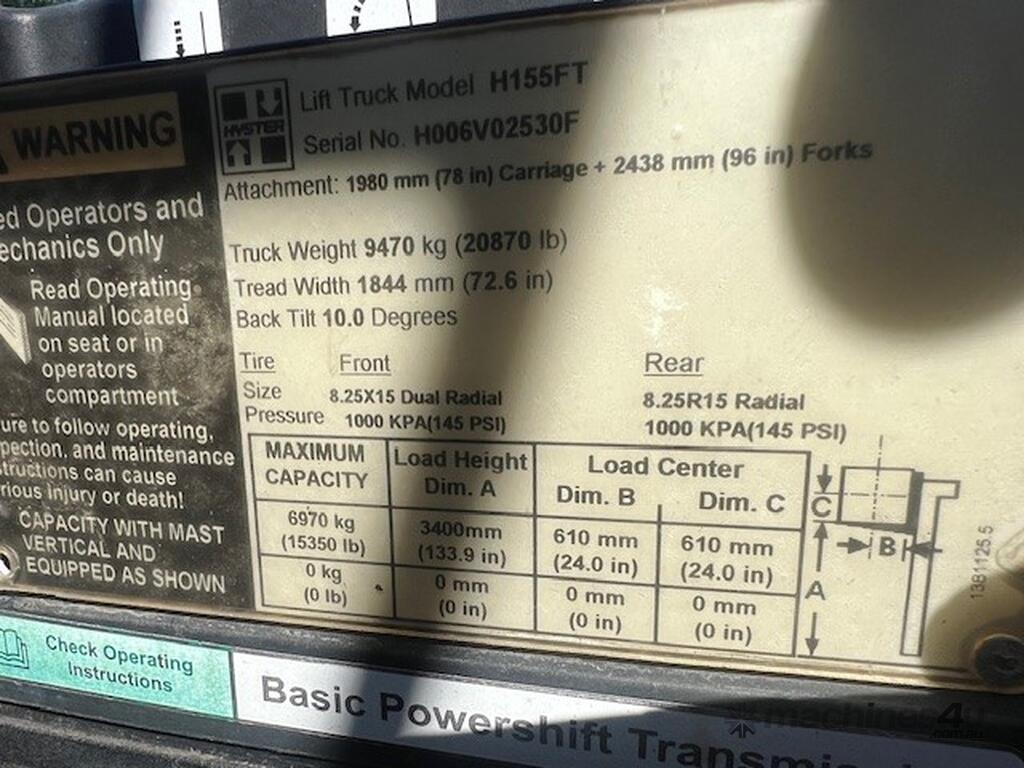 WARNING
ed Operators and
echanics Only
Read Operating
Manual located
on seat or in
operators
compartment
ure to follow operating,
pection, and maintenance
structions can cause
rious injury or death!
CAPACITY WITH MAST
VERTICAL AND
EQUIPPED AS SHOWN
HYSTER
Lift Truck Model H155FT
Serial No. H006V02530F
Attachment: 1980 mm (78 in) Carriage + 2438 mm (96 in) Forks
Truck Weight 9470 kg (20870 lb)
Tread Width 1844 mm (72.6 in)
Back Tilt 10.0 Degrees
Tire Front Rear
Size 8.25X15 Dual Radial 8.25R15 Radial
Pressure 1000 KPA(145 PSI) 1000 KPA(145 PSI)
MAXIMUM CAPACITY Load Height Dim. A Load Center
Dim. B Dim. C
6970 kg 3400mm 610 mm 610 mm
(15350 lb) (133.9 in) (24.0 in) (24.0 in)
0 kg 0 mm 0 mm 0 mm
(0 lb) (0 in) (0 in) (0 in)
C
B
A
1381125.5
Check Operating
Instructions
Basic Powershift Transmis
machines4u
.com.au